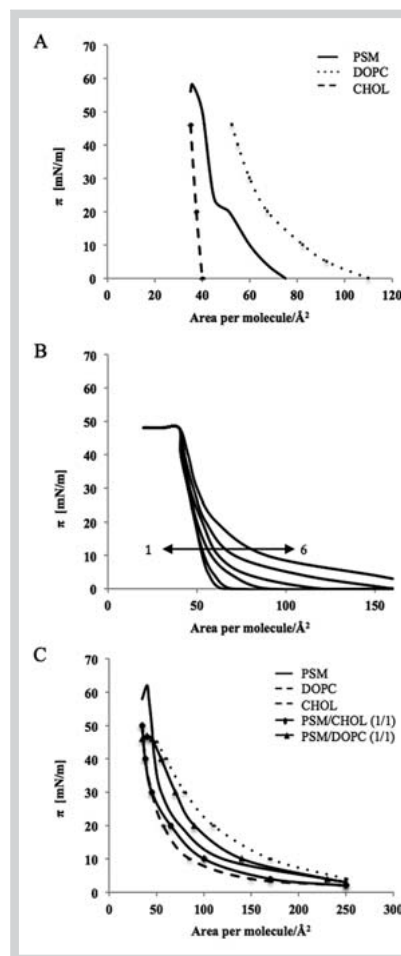 A
PSM
DOPC
CHOL
70
60
50
40
30
20
10
0
π [mN/m]
0 20 40 60 80 100 120
Area per molecule/Å²
B
70
60
50
40
30
20
10
0
π [mN/m]
1 6
0 50 100 150
Area per molecule/Å²
C
PSM
DOPC
CHOL
PSM/CHOL (1/1)
PSM/DOPC (1/1)
70
60
50
40
30
20
10
0
π [mN/m]
0 50 100 150 200 250 300
Area per molecule/Å²